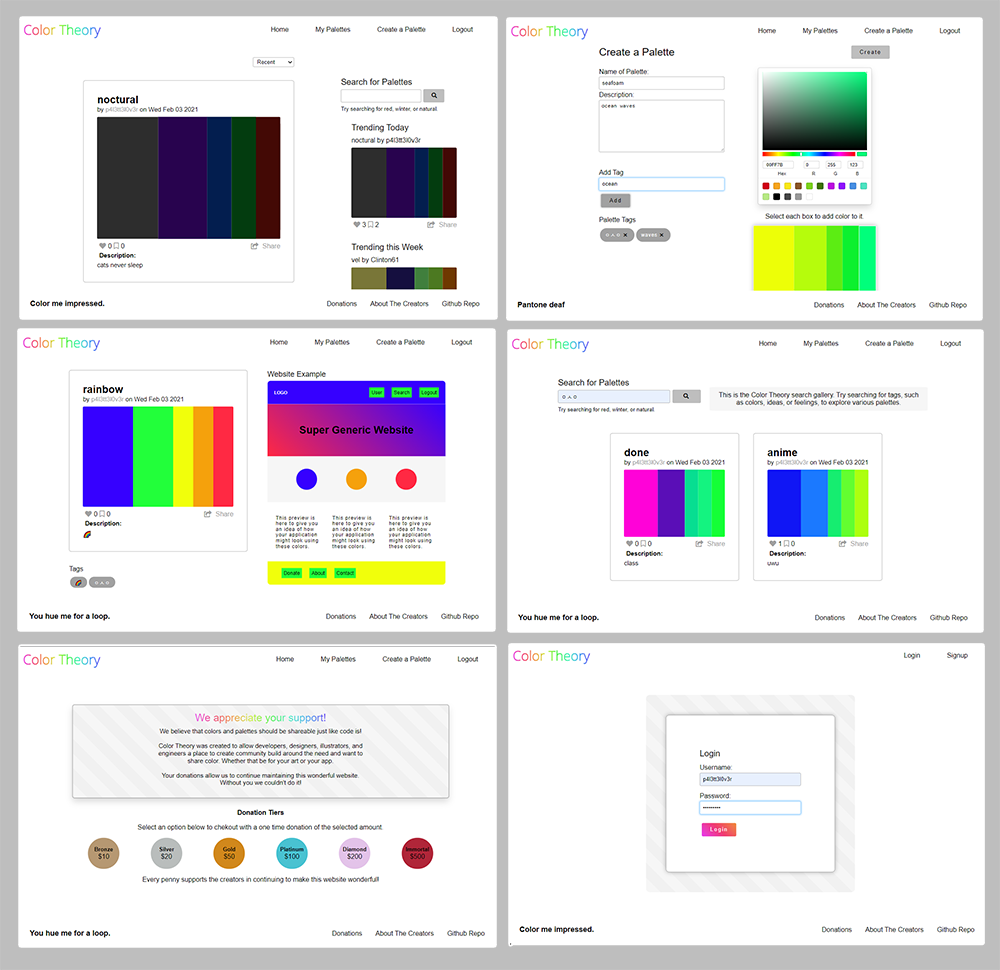 Color Theory
Home My Palettes Create a Palette Logout
Recent
noctural
by p4l3tt3l0v3r on Wed Feb 03 2021
0 0 Share
Description:
cats never sleep
Search for Palettes
Try searching for red, winter, or natural.
Trending Today
noctural by p4l3tt3l0v3r
3 2 Share
Trending this Week
vel by Clinton61
Color me impressed.
Donations About The Creators Github Repo
Color Theory
Home My Palettes Create a Palette Logout
Create a Palette
Create
Name of Palette:
seafoam
Description:
ocean waves
Add Tag
ocean
Add
Palette Tags
ㅇㅅㅇ × waves ×
00FF7B 0 255 123
Hex R G B
Select each box to add color to it.
Pantone deaf
Donations About The Creators Github Repo
Color Theory
Home My Palettes Create a Palette Logout
rainbow
by p4l3tt3l0v3r on Wed Feb 03 2021
0 0 Share
Description:
🌈
Tags
🌈 ㅇㅅㅇ
Website Example
LOGO
User Search Logout
Super Generic Website
This preview is
here to give you
an idea of how
your application
might look using
these colors.
This preview is
here to give you
an idea of how
your application
might look using
these colors.
This preview is
here to give you
an idea of how
your application
might look using
these colors.
Donate About Contact
You hue me for a loop.
Donations About The Creators Github Repo
Color Theory
Home My Palettes Create a Palette Logout
Search for Palettes
ㅇㅅㅇ
Try searching for red, winter, or natural.
This is the Color Theory search gallery. Try searching for tags, such
as colors, ideas, or feelings, to explore various palettes.
done
by p4l3tt3l0v3r on Wed Feb 03 2021
0 0 Share
Description:
class
anime
by p4l3tt3l0v3r on Wed Feb 03 2021
1 0 Share
Description:
uwu
You hue me for a loop.
Donations About The Creators Github Repo
Color Theory
Home My Palettes Create a Palette Logout
We appreciate your support!
We believe that colors and palettes should be shareable just like code is!
Color Theory was created to allow developers, designers, illustrators, and
engineers a place to create community build around the need and want to
share color. Whether that be for your art or your app.
Your donations allow us to continue maintaining this wonderful website.
Without you we couldn't do it!
Donation Tiers
Select an option below to chekout with a one time donation of the selected amount.
Bronze Silver Gold Platinum Diamond Immortal
$10 $20 $50 $100 $200 $500
Every penny supports the creators in continuing to make this website wonderful!
You hue me for a loop.
Donations About The Creators Github Repo
Color Theory
Login Signup
Login
Username:
p4l3tt3l0v3r
Password:
•••••••••
Login
Color me impressed.
Donations About The Creators Github Repo